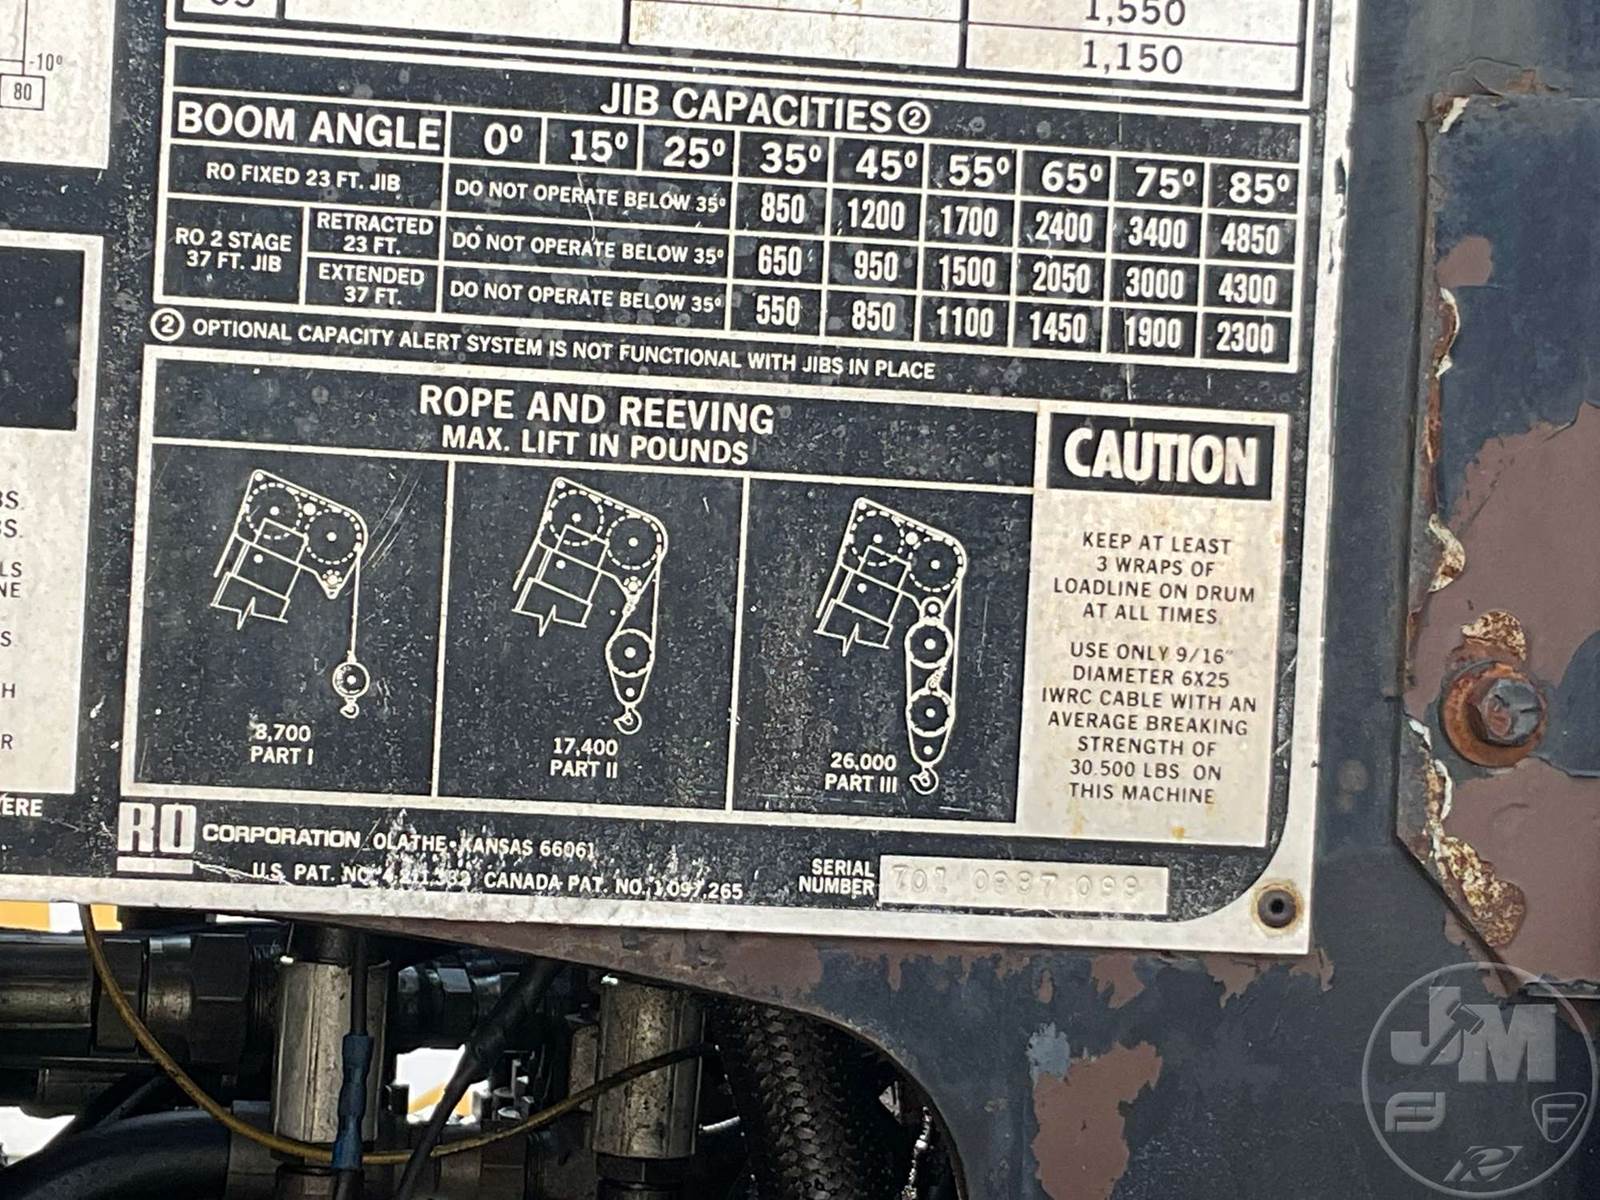 1,550
1,150
-10°
80
JIB CAPACITIES ②
BOOM ANGLE 0° 15° 25° 35° 45° 55° 65° 75° 85°
RO FIXED 23 FT. JIB DO NOT OPERATE BELOW 35° 850 1200 1700 2400 3400 4850
RO 2 STAGE
37 FT. JIB
RETRACTED
23 FT.
DO NOT OPERATE BELOW 35° 650 950 1500 2050 3000 4300
EXTENDED
37 FT.
DO NOT OPERATE BELOW 35° 550 850 1100 1450 1900 2300
② OPTIONAL CAPACITY ALERT SYSTEM IS NOT FUNCTIONAL WITH JIBS IN PLACE
ROPE AND REEVING
MAX. LIFT IN POUNDS
8,700
PART I
17,400
PART II
26,000
PART III
CAUTION
KEEP AT LEAST
3 WRAPS OF
LOADLINE ON DRUM
AT ALL TIMES
USE ONLY 9/16"
DIAMETER 6X25
IWRC CABLE WITH AN
AVERAGE BREAKING
STRENGTH OF
30.500 LBS ON
THIS MACHINE
RO CORPORATION OLATHE • KANSAS 66061
U.S. PAT. NO. CANADA PAT. NO. 1,097,265
SERIAL
NUMBER
JM